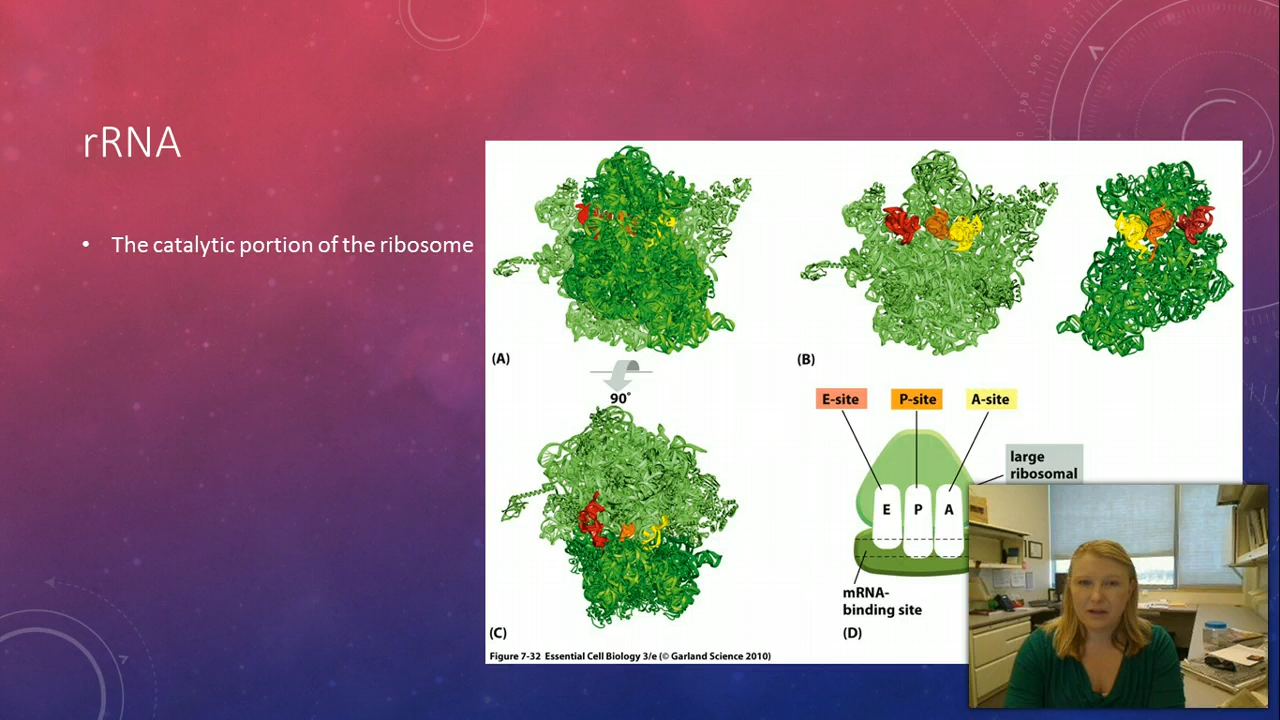 rRNA
• The catalytic portion of the ribosome
(A)
(B)
90°
E-site P-site A-site
large
ribosomal
E P A
mRNA-
binding site
(C)
(D)
Figure 7-32 Essential Cell Biology 3/e (© Garland Science 2010)